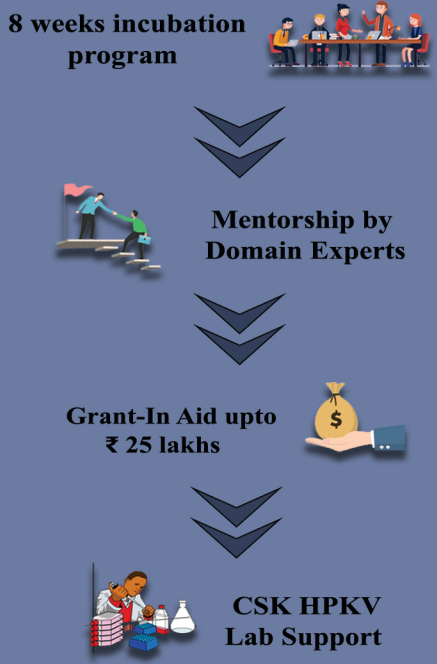 8 weeks incubation
program
Mentorship by
Domain Experts
Grant-In Aid upto
₹ 25 lakhs
$
CSK HPKV
Lab Support